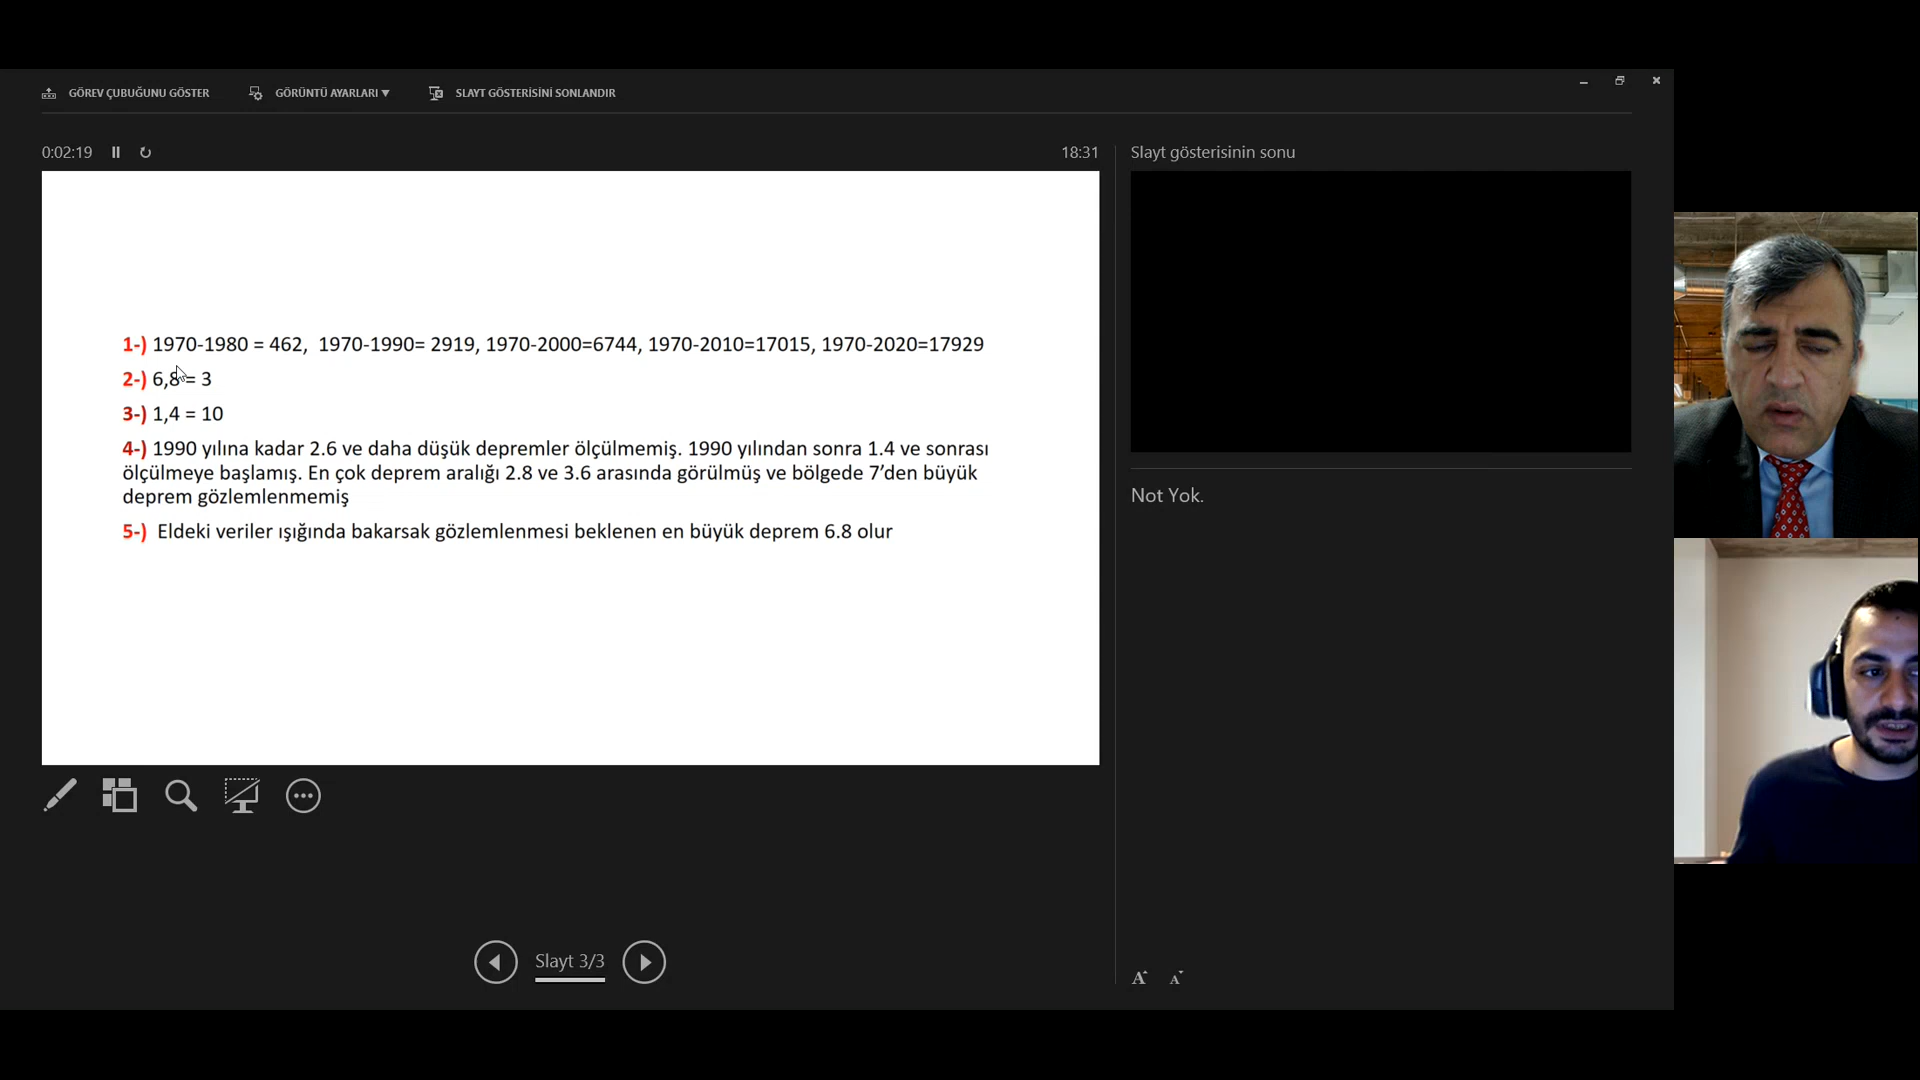 GÖREV ÇUBUĞUNU GÖSTER
GÖRÜNTÜ AYARLARI ▼
SLAYT GÖSTERİSİNİ SONLANDIR
0:02:19
18:31
Slayt gösterisinin sonu
1-) 1970-1980 = 462,  1970-1990= 2919, 1970-2000=6744, 1970-2010=17015, 1970-2020=17929
2-) 6,8 = 3
3-) 1,4 = 10
4-) 1990 yılına kadar 2.6 ve daha düşük depremler ölçülmemiş. 1990 yılından sonra 1.4 ve sonrası
ölçülmeye başlamış. En çok deprem aralığı 2.8 ve 3.6 arasında görülmüş ve bölgede 7’den büyük
deprem gözlemlenmemiş
5-)  Eldeki veriler ışığında bakarsak gözlemlenmesi beklenen en büyük deprem 6.8 olur
Not Yok.
Slayt 3/3
A A